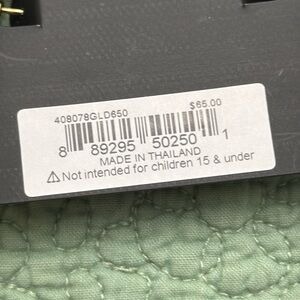 408078GLD650 $65.00
8 89295 50250 1
MADE IN THAILAND
⚠ Not intended for children 15 & under